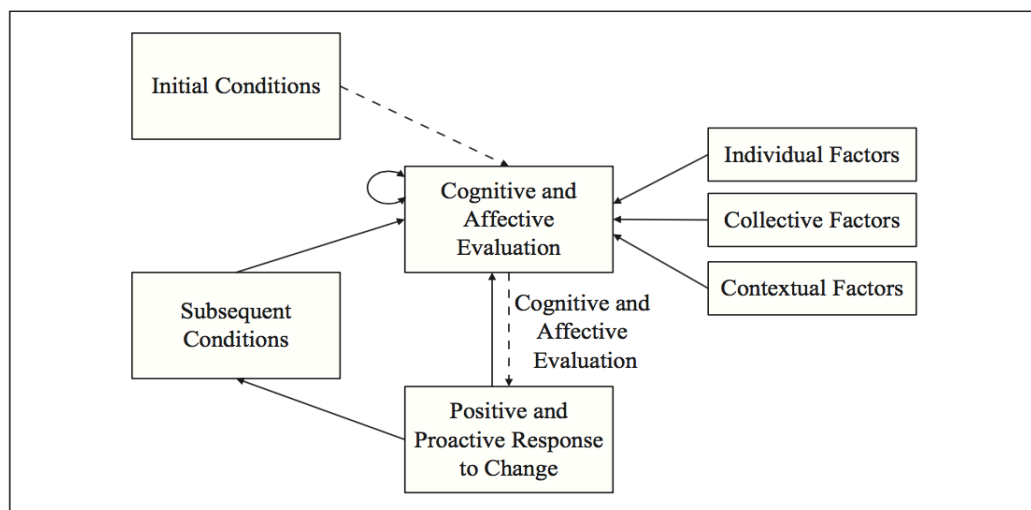 Initial Conditions
Individual Factors
Cognitive and
Affective
Evaluation
Collective Factors
Contextual Factors
Subsequent
Conditions
Cognitive and
Affective
Evaluation
Positive and
Proactive Response
to Change